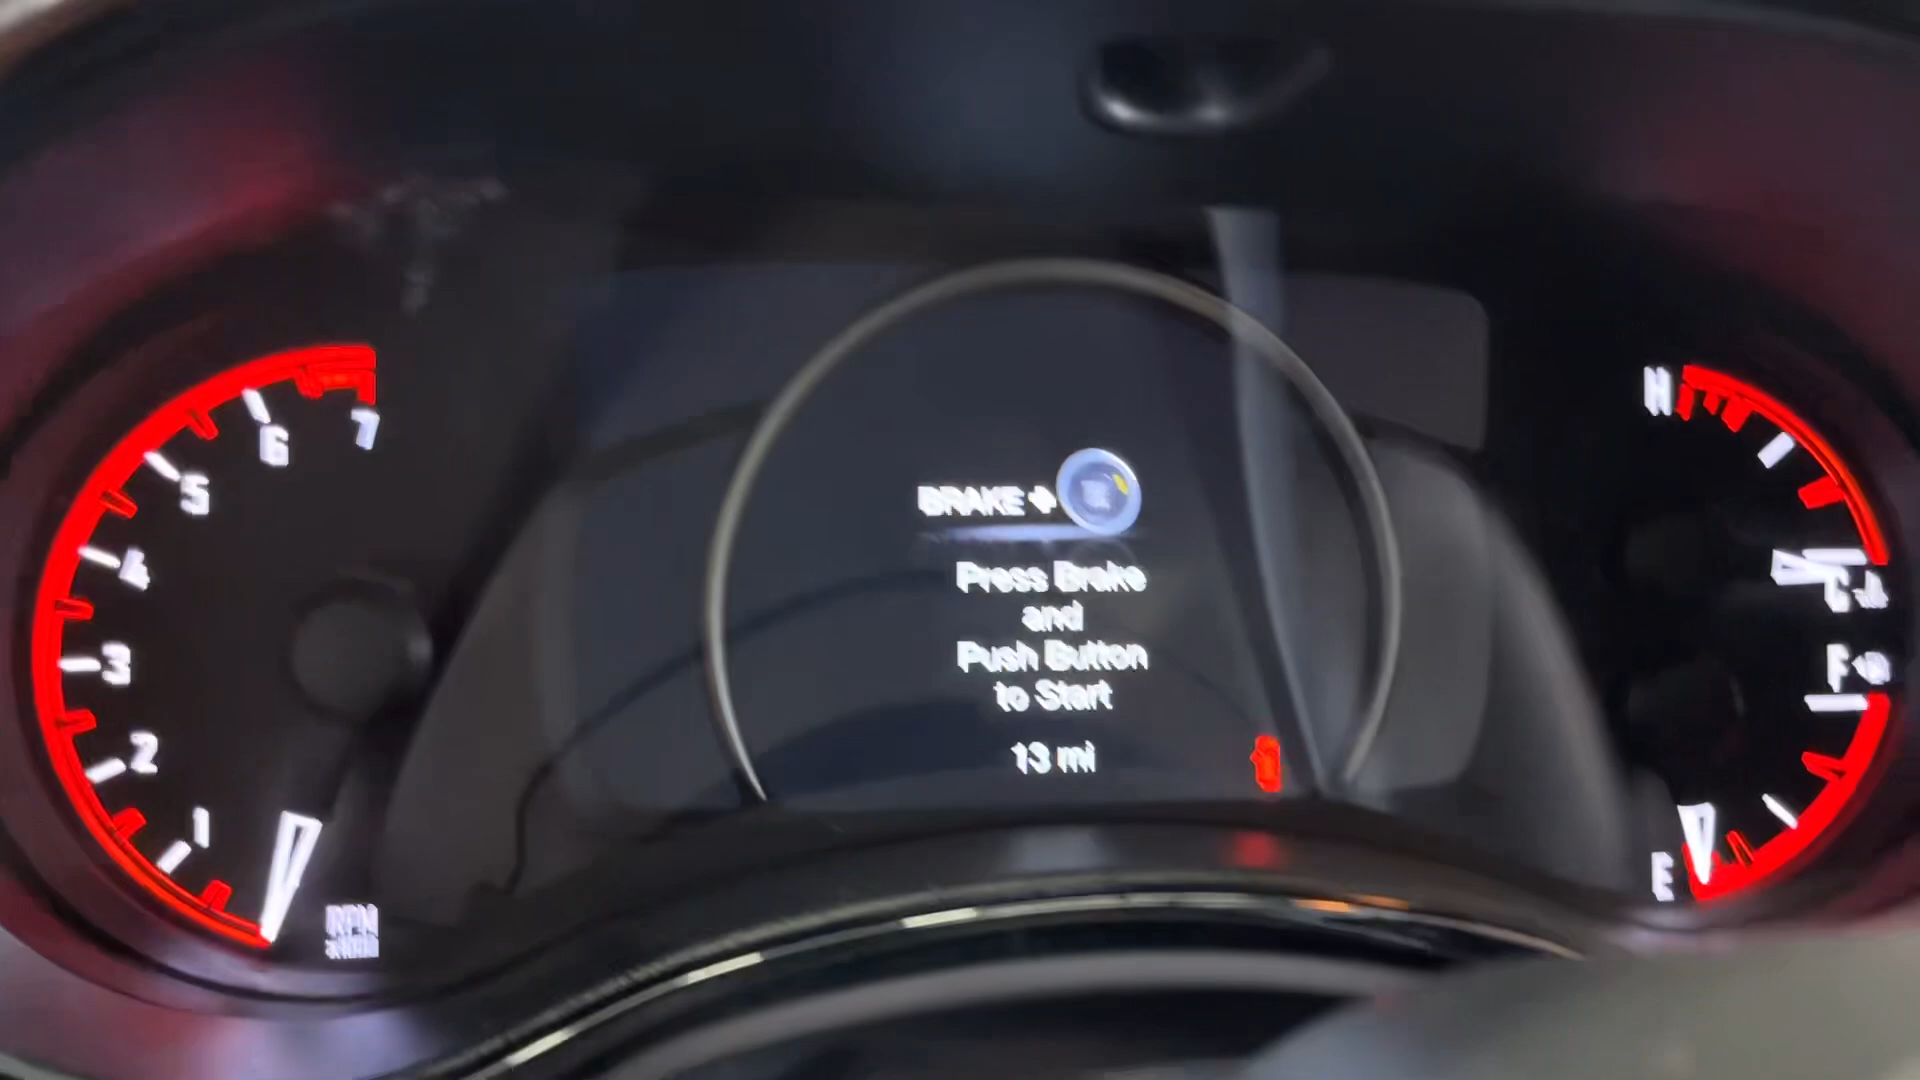 BRAKE +
Press Brake
and
Push Button
to Start
13 mi
7
6
5
4
3
2
1
RPM
H
C
F
E